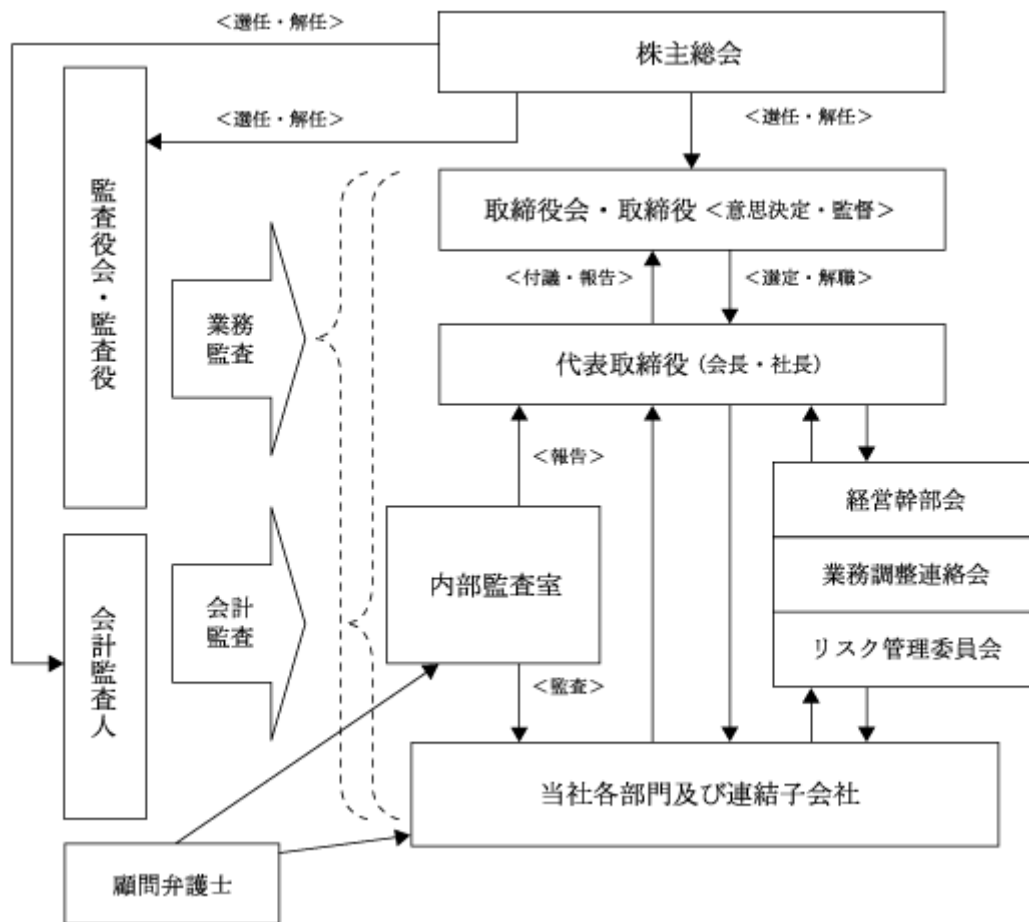 ＜選任・解任＞
株主総会
＜選任・解任＞
＜選任・解任＞
監査役会・監査役
取締役会・取締役＜意思決定・監督＞
＜付議・報告＞
＜選定・解職＞
業務
監査
代表取締役（会長・社長）
＜報告＞
経営幹部会
内部監査室
業務調整連絡会
会計
監査
リスク管理委員会
会計監査人
＜監査＞
当社各部門及び連結子会社
顧問弁護士